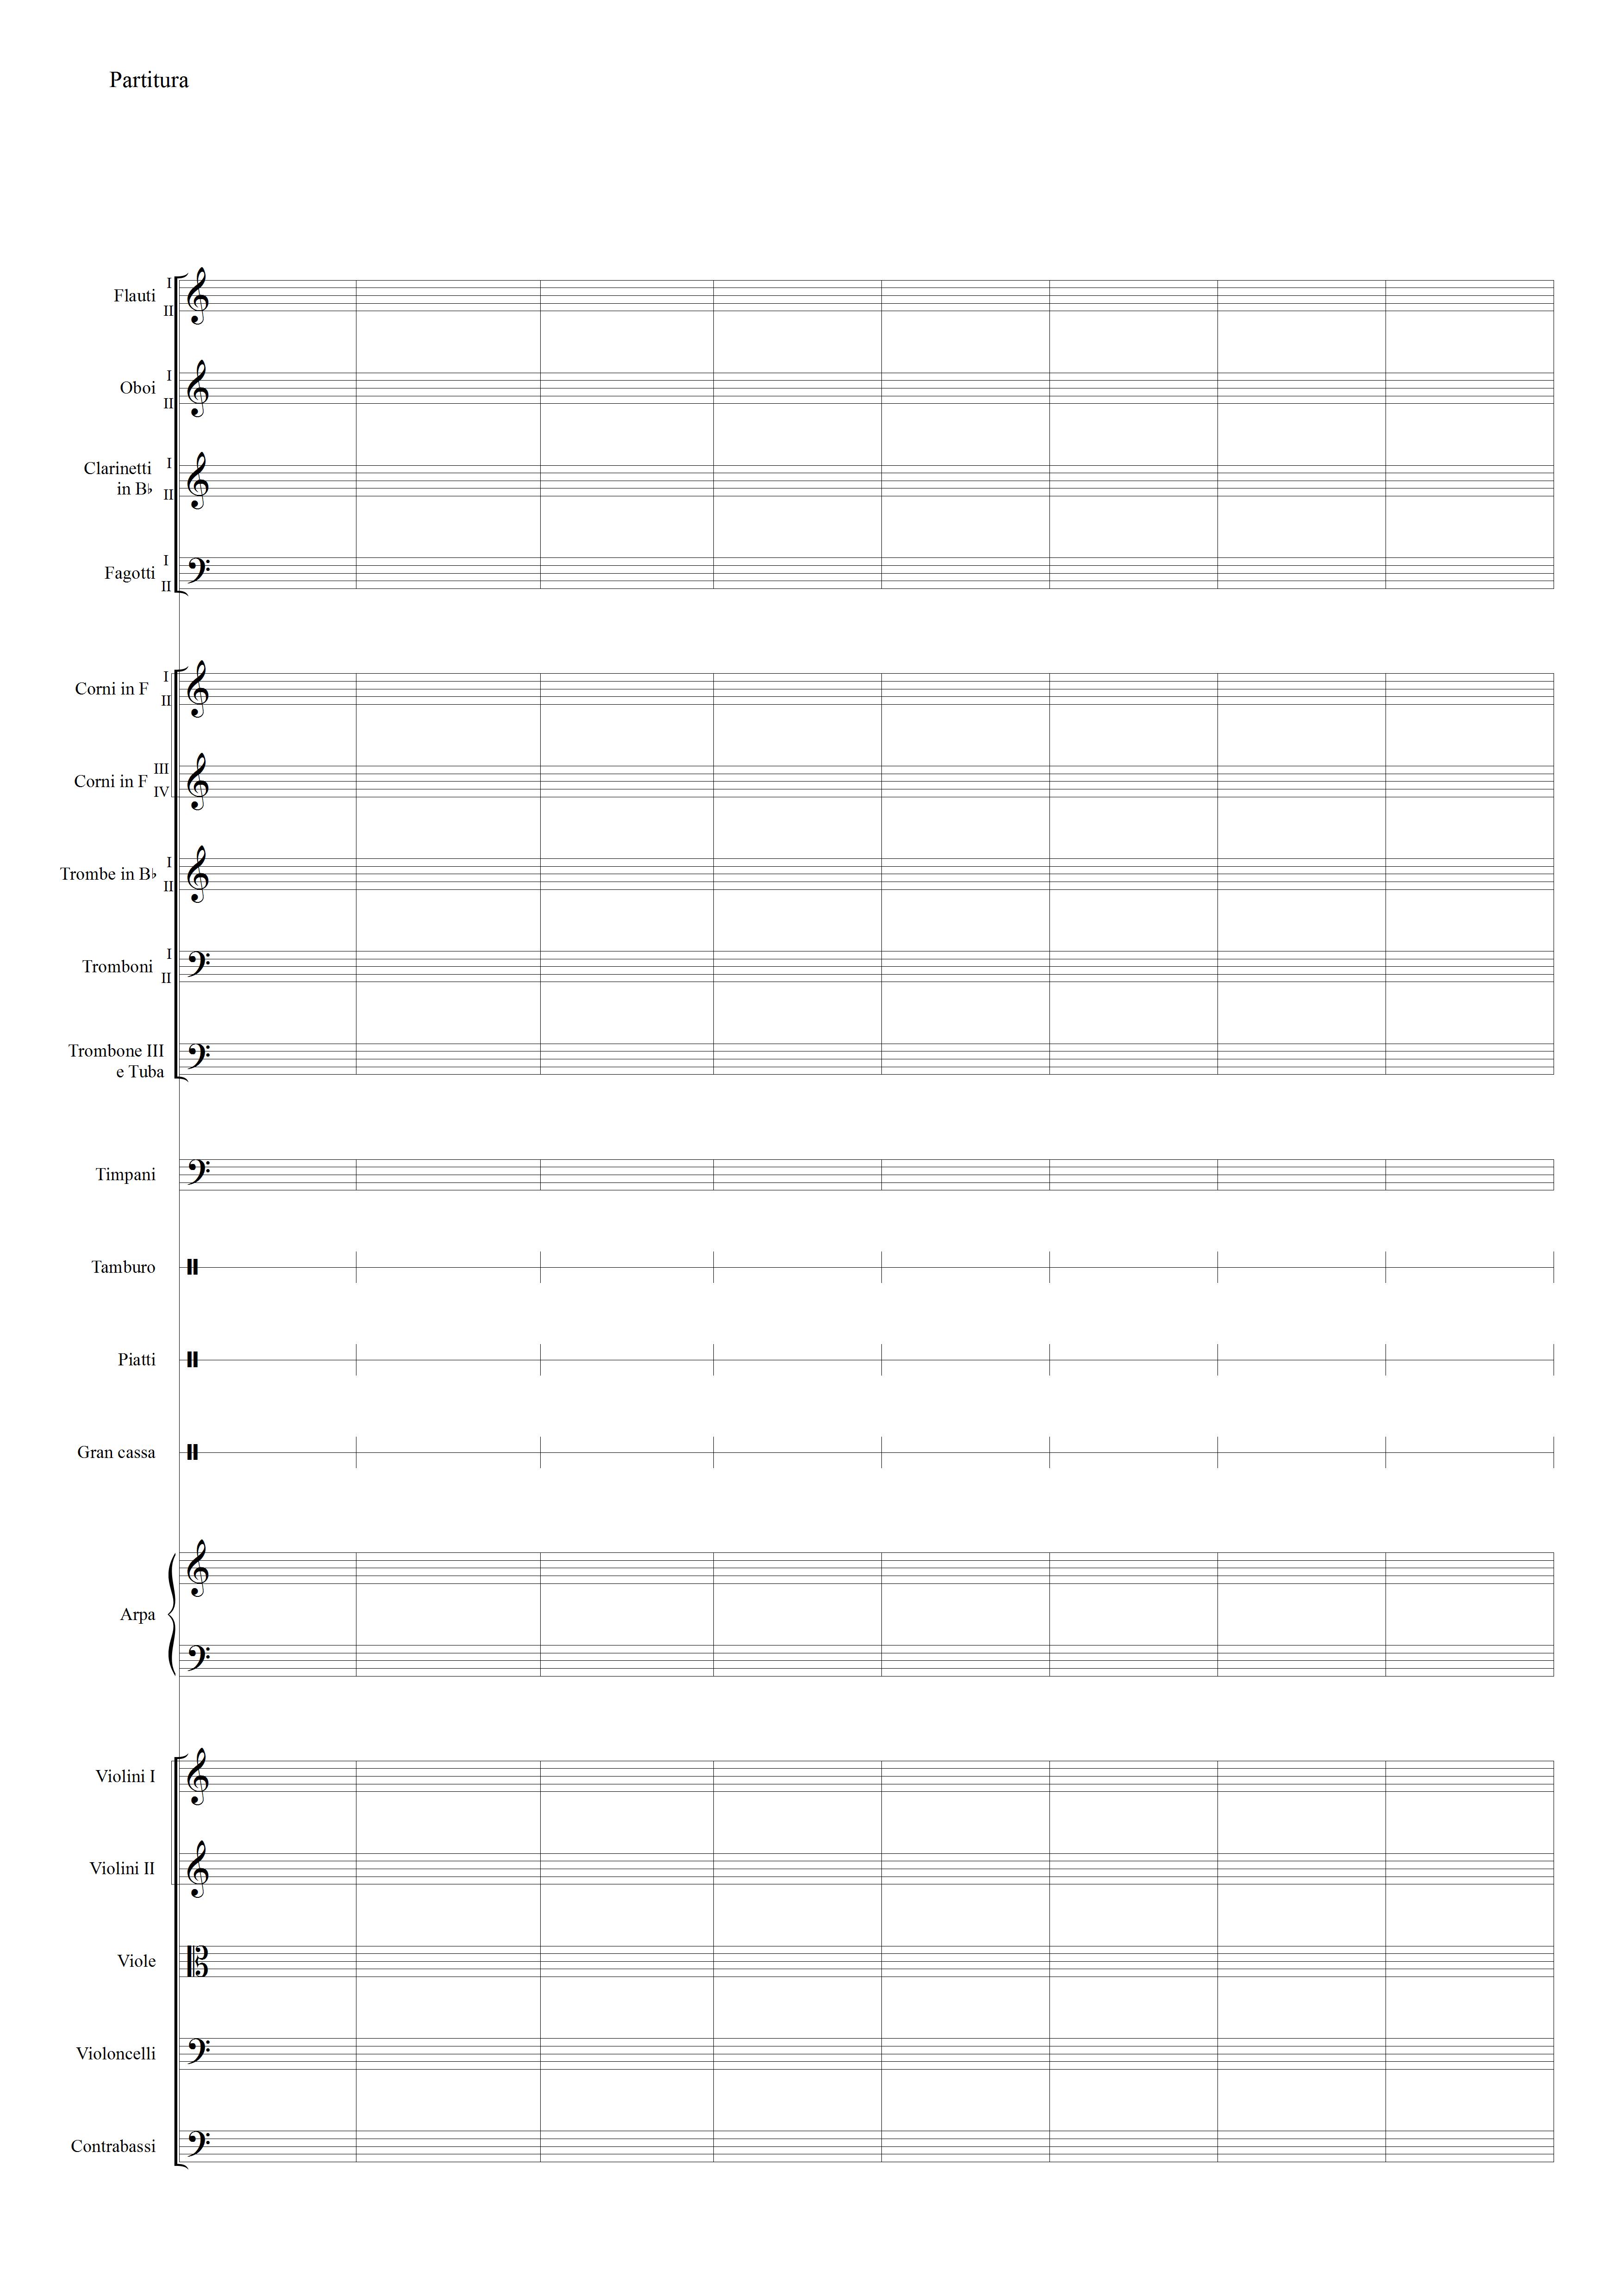 Partitura
Flauti I
II
Oboi I
II
Clarinetti I
in B♭ II
Fagotti I
II
Corni in F I
II
Corni in F III
IV
Trombe in B♭ I
II
Tromboni I
II
Trombone III
e Tuba
Timpani
Tamburo
Piatti
Gran cassa
Arpa
Violini I
Violini II
Viole
Violoncelli
Contrabassi